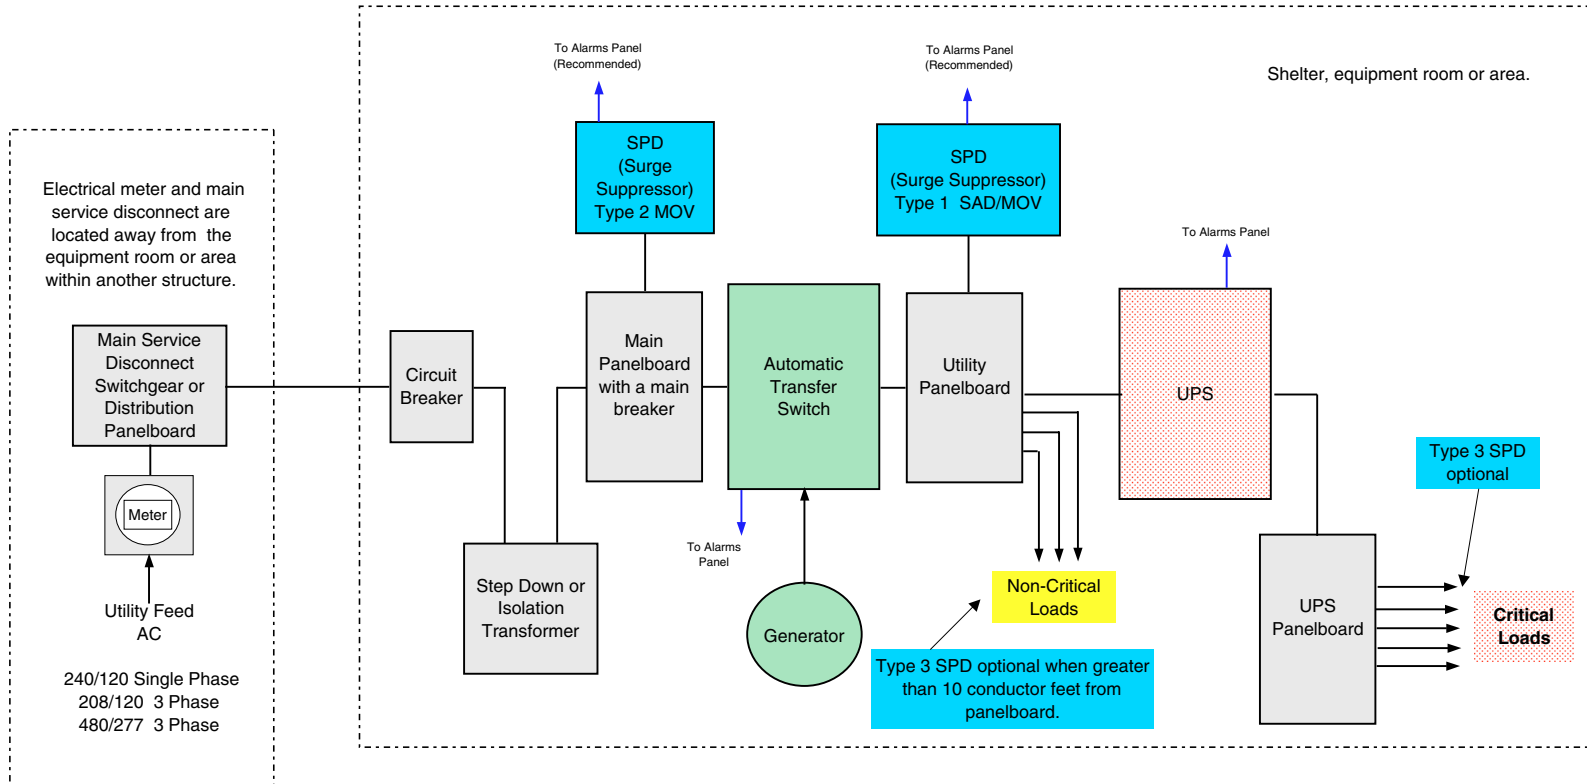 To Alarms Panel
(Recommended)
To Alarms Panel
(Recommended)
Shelter, equipment room or area.
SPD
(Surge
Suppressor)
Type 2 MOV
SPD
(Surge Suppressor)
Type 1 SAD/MOV
Electrical meter and main
service disconnect are
located away from the
equipment room or area
within another structure.
To Alarms Panel
Main Service
Disconnect
Switchgear or
Distribution
Panelboard
Circuit
Breaker
Main
Panelboard
with a main
breaker
Automatic
Transfer
Switch
Utility
Panelboard
UPS
Type 3 SPD
optional
Meter
To Alarms
Panel
Utility Feed
AC
Step Down or
Isolation
Transformer
Generator
Non-Critical
Loads
UPS
Panelboard
Critical
Loads
Type 3 SPD optional when greater
than 10 conductor feet from
panelboard.
240/120 Single Phase
208/120 3 Phase
480/277 3 Phase